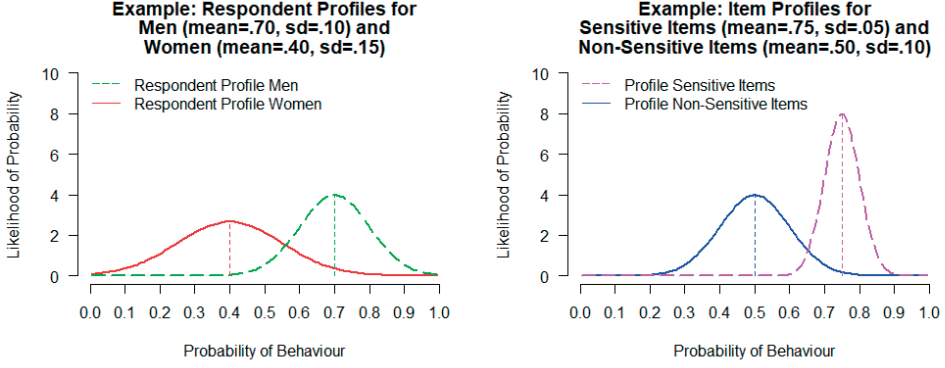 Example: Respondent Profiles for
Men (mean=.70, sd=.10) and
Women (mean=.40, sd=.15)
10
8
6
4
2
0
Likelihood of Probability
Respondent Profile Men
Respondent Profile Women
0.0 0.1 0.2 0.3 0.4 0.5 0.6 0.7 0.8 0.9 1.0
Probability of Behaviour
Example: Item Profiles for
Sensitive Items (mean=.75, sd=.05) and
Non-Sensitive Items (mean=.50, sd=.10)
10
8
6
4
2
0
Likelihood of Probability
Profile Sensitive Items
Profile Non-Sensitive Items
0.0 0.1 0.2 0.3 0.4 0.5 0.6 0.7 0.8 0.9 1.0
Probability of Behaviour